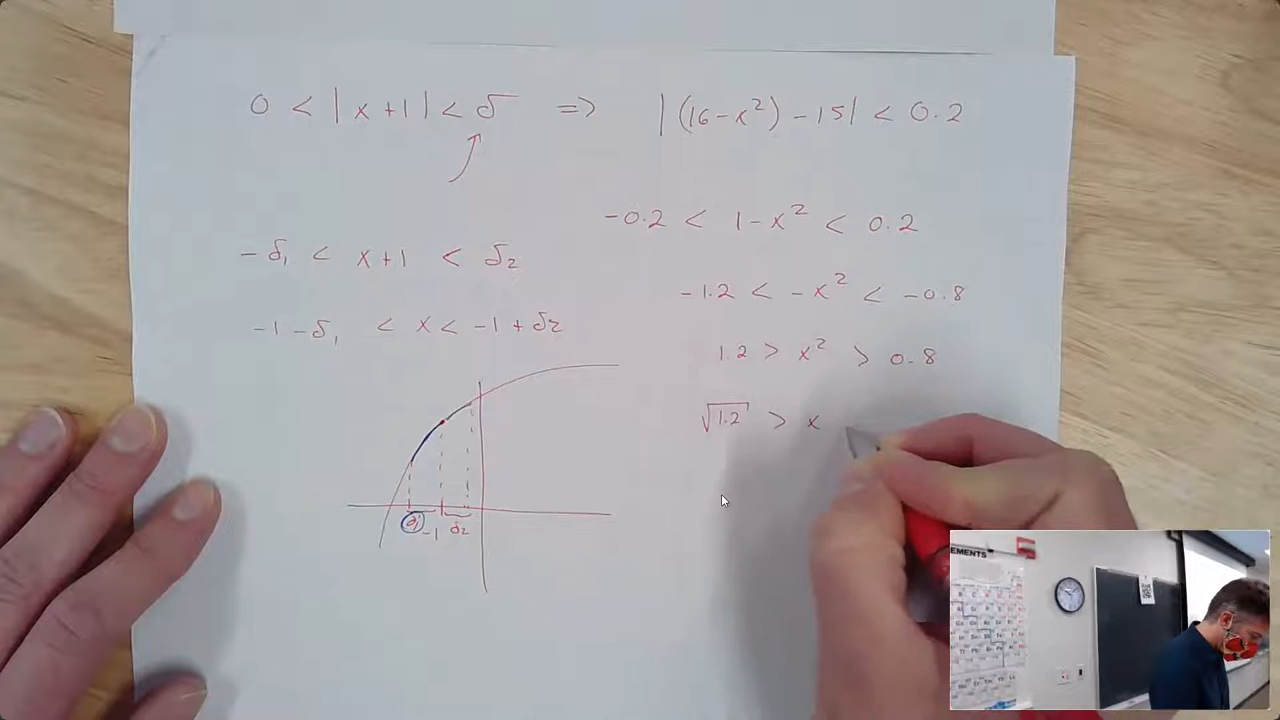 0 < |x+1| < δ => |(16-x²)-15| < 0.2
-0.2 < 1-x² < 0.2
-δ₁ < x+1 < δ₂
-1.2 < -x² < -0.8
-1-δ₁ < x < -1+δ₂
1.2 > x² > 0.8
√1.2 > x
δ₁ -1 δ₂
EMENTS